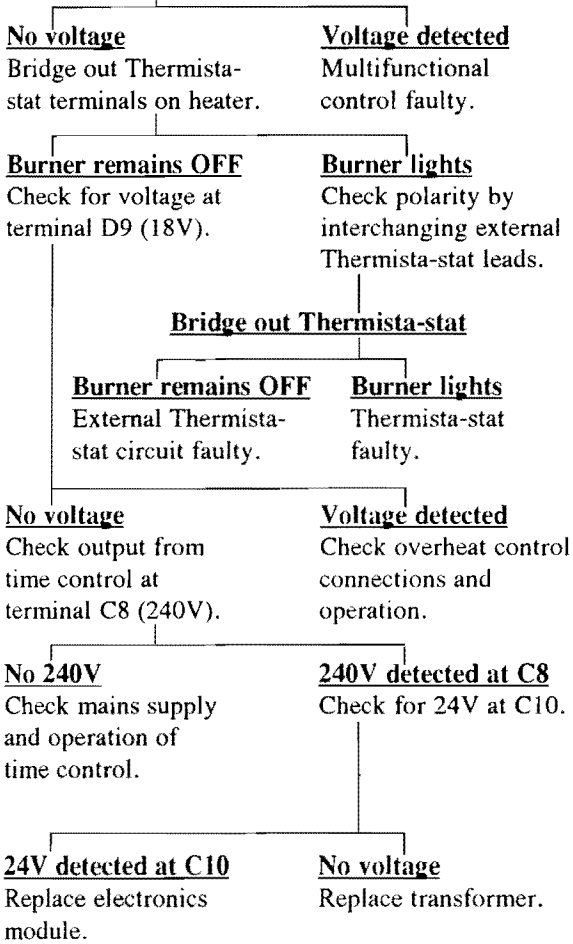 No voltage
Bridge out Thermista-
stat terminals on heater.
Voltage detected
Multifunctional
control faulty.
Burner remains OFF
Check for voltage at
terminal D9 (18V).
Burner lights
Check polarity by
interchanging external
Thermista-stat leads.
Bridge out Thermista-stat
Burner remains OFF
External Thermista-
stat circuit faulty.
Burner lights
Thermista-stat
faulty.
No voltage
Check output from
time control at
terminal C8 (240V).
Voltage detected
Check overheat control
connections and
operation.
No 240V
Check mains supply
and operation of
time control.
240V detected at C8
Check for 24V at C10.
24V detected at C10
Replace electronics
module.
No voltage
Replace transformer.